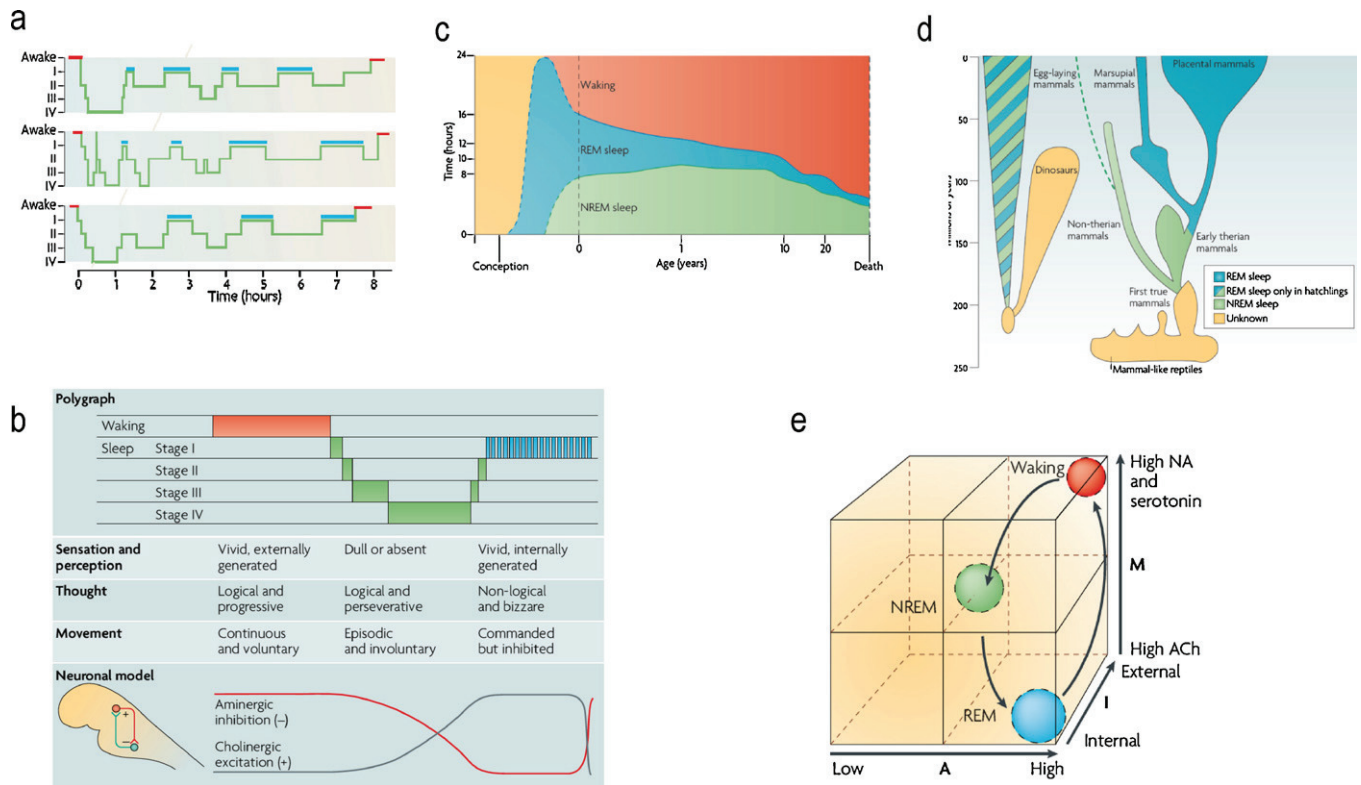 a
Awake
I
II
III
IV
Awake
I
II
III
IV
Awake
I
II
III
IV
0 1 2 3 4 5 6 7 8
Time (hours)
c
24
16
12
10
8
0
Time (hours)
Waking
REM sleep
NREM sleep
0 1 10 20
Conception
Age (years)
Death
d
0
50
100
150
200
250
of years
Egg-laying
mammals
Marsupial
mammals
Placental mammals
Dinosaurs
Non-therian
mammals
Early therian
mammals
First true
mammals
Mammal-like reptiles
REM sleep
REM sleep only in hatchlings
NREM sleep
Unknown
b
Polygraph
Waking
Sleep Stage I
Stage II
Stage III
Stage IV
Sensation and perception
Vivid, externally generated
Dull or absent
Vivid, internally generated
Thought
Logical and progressive
Logical and perseverative
Non-logical and bizzare
Movement
Continuous and voluntary
Episodic and involuntary
Commanded but inhibited
Neuronal model
+
–
Aminergic
inhibition (–)
Cholinergic
excitation (+)
e
Waking
NREM
REM
High NA
and
serotonin
M
High ACh
External
I
Internal
Low A High